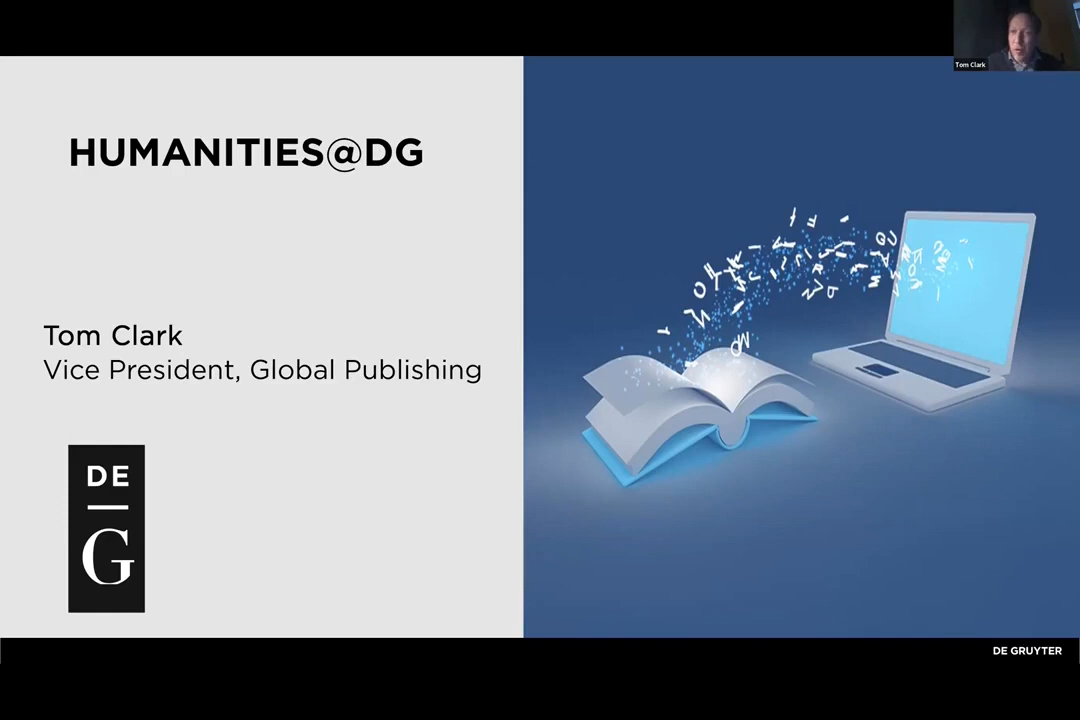 Tom Clark
HUMANITIES@DG
Tom Clark
Vice President, Global Publishing
DE
G
DE GRUYTER